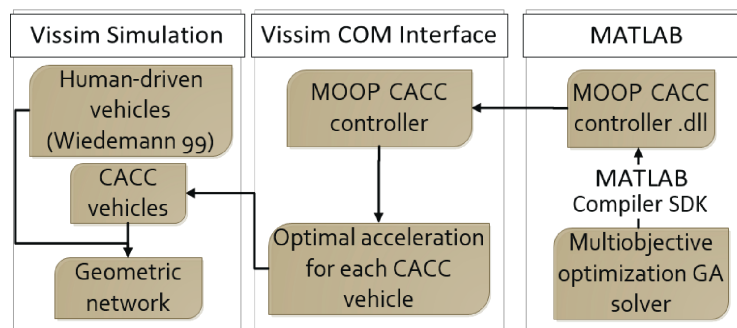 Vissim Simulation
Human-driven
vehicles
(Wiedemann 99)
CACC
vehicles
Geometric
network
Vissim COM Interface
MOOP CACC
controller
Optimal acceleration
for each CACC
vehicle
MATLAB
MOOP CACC
controller .dll
MATLAB
Compiler SDK
Multiobjective
optimization GA
solver